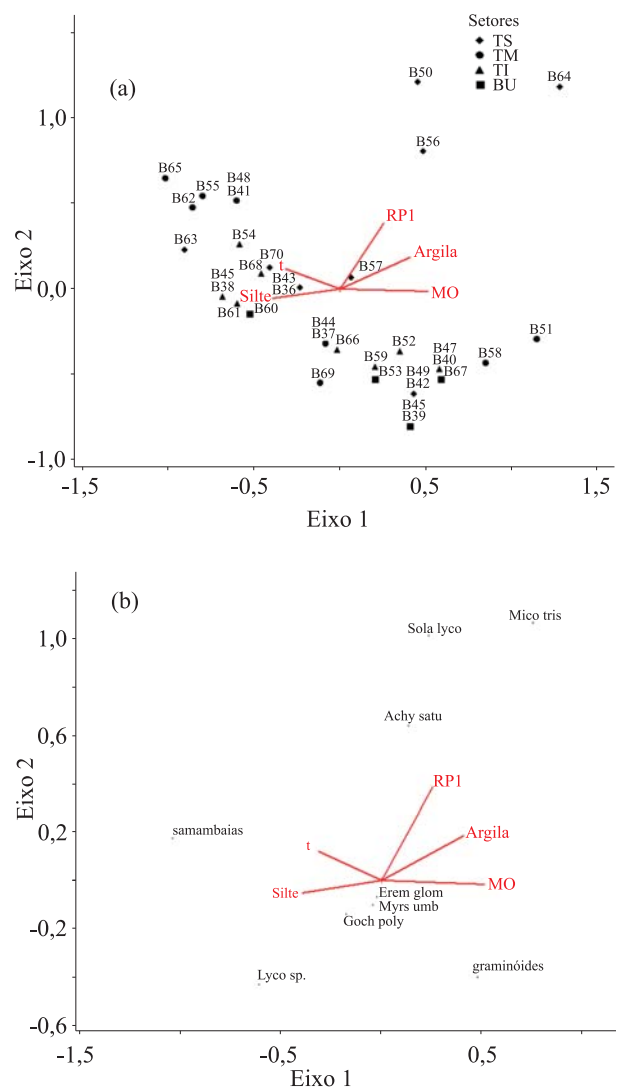 (a)
Setores
TS
TM
TI
BU
B50
B64
B56
1,0
B65
B55
B48
B41
B62
B63
B54
B70
B68
t
RP1
Argila
B57
MO
B43
B36
Silte
B45
B38
B61
B60
0,0
Eixo 2
B44
B37
B66
B69
B52
B59
B53
B47
B40
B67
B49
B42
B45
B39
B58
B51
-1,0
-1,5
-0,5
0,5
1,5
Eixo 1
(b)
1,0
Sola lyco
Mico tris
0,6
Achy satu
Eixo 2
RP1
0,2
samambaias
t
Argila
Silte
MO
Erem glom
Myrs umb
Goch poly
-0,2
Lyco sp.
graminóides
-0,6
-1,5
-0,5
0,5
Eixo 1